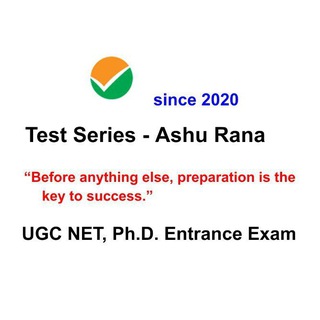 since 2020
Test Series - Ashu Rana
“Before anything else, preparation is the
key to success.”
UGC NET, Ph.D. Entrance Exam